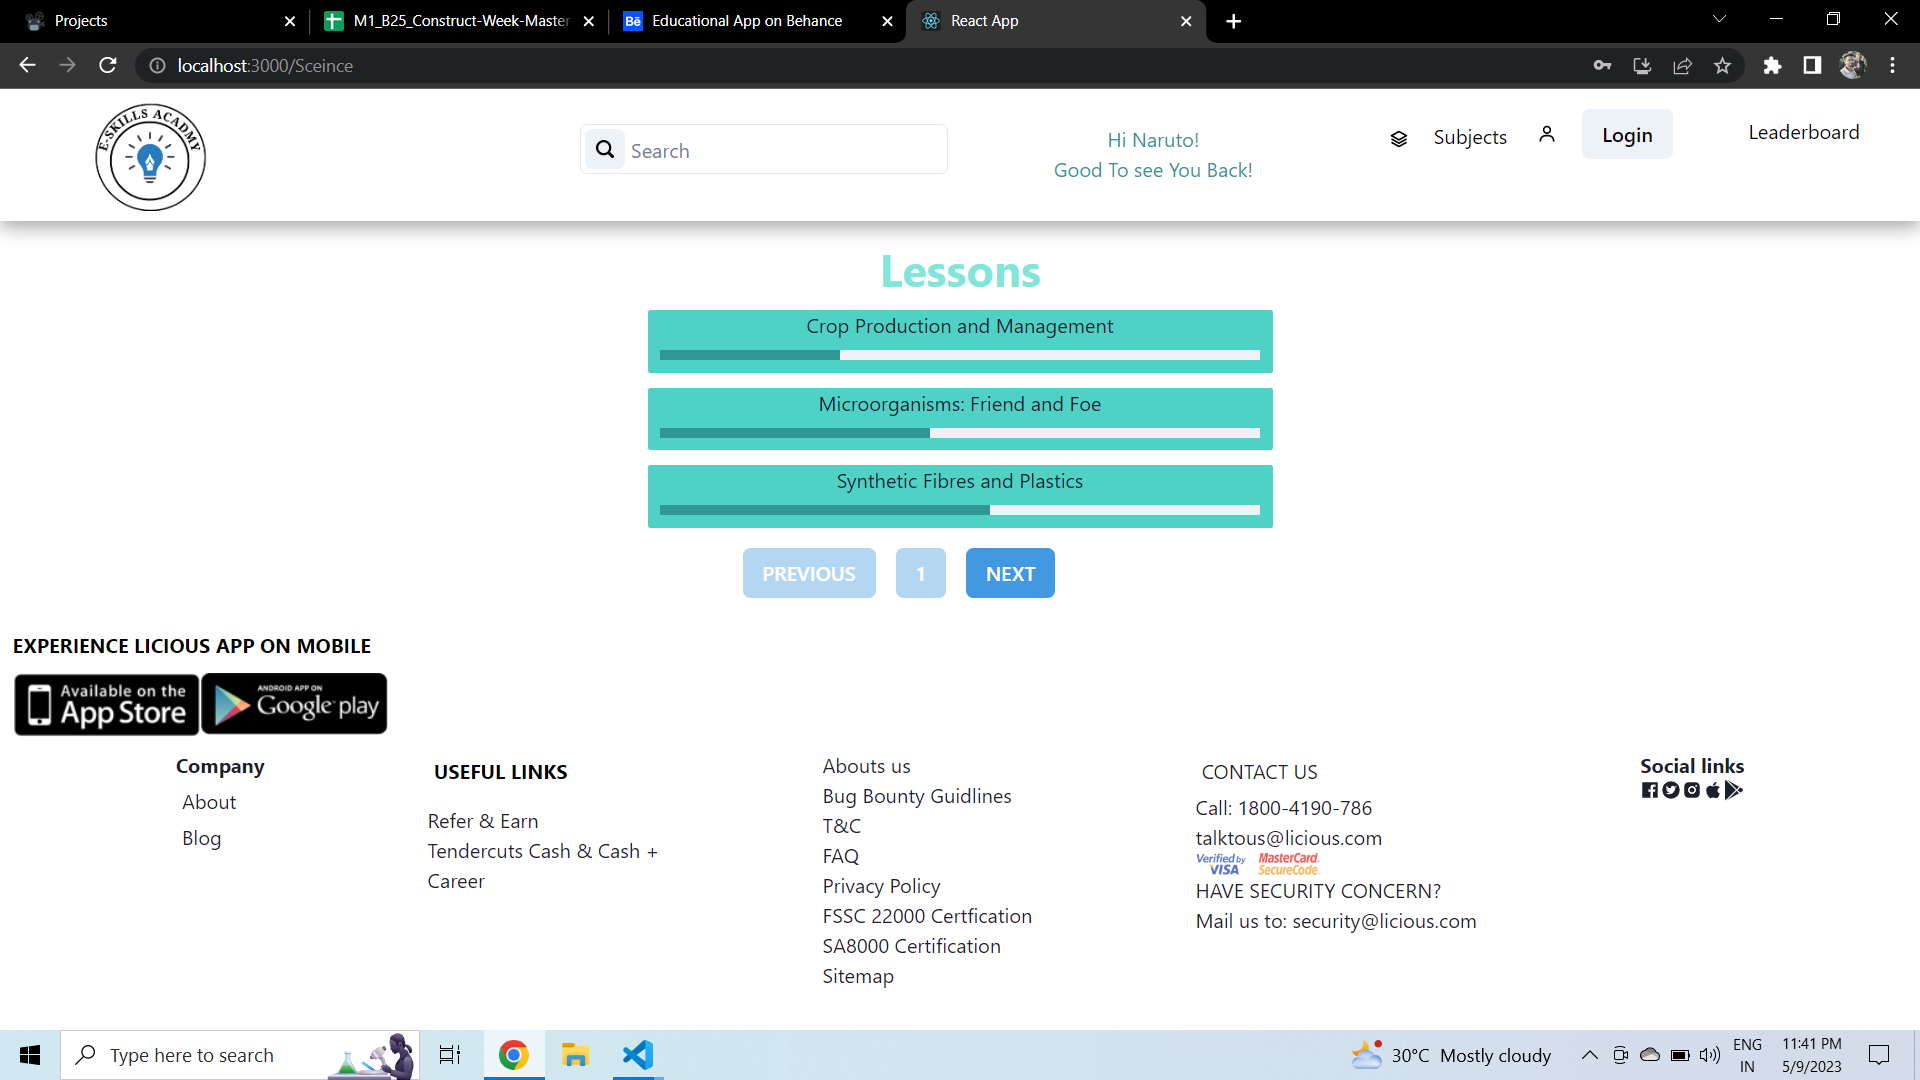 Projects
M1_B25_Construct-Week-Master
Educational App on Behance
React App
localhost:3000/Sceince
E-SKILLS ACADMY
Search
Hi Naruto!
Good To see You Back!
Subjects
Login
Leaderboard
Lessons
Crop Production and Management
Microorganisms: Friend and Foe
Synthetic Fibres and Plastics
PREVIOUS
1
NEXT
EXPERIENCE LICIOUS APP ON MOBILE
Available on the
App Store
ANDROID APP ON
Google play
Company
About
Blog
USEFUL LINKS
Refer & Earn
Tendercuts Cash & Cash +
Career
Abouts us
Bug Bounty Guidlines
T&C
FAQ
Privacy Policy
FSSC 22000 Certfication
SA8000 Certification
Sitemap
CONTACT US
Call: 1800-4190-786
talktous@licious.com
Verified by
VISA
MasterCard.
SecureCode.
HAVE SECURITY CONCERN?
Mail us to: security@licious.com
Social links
Type here to search
30°C Mostly cloudy
ENG
IN
11:41 PM
5/9/2023